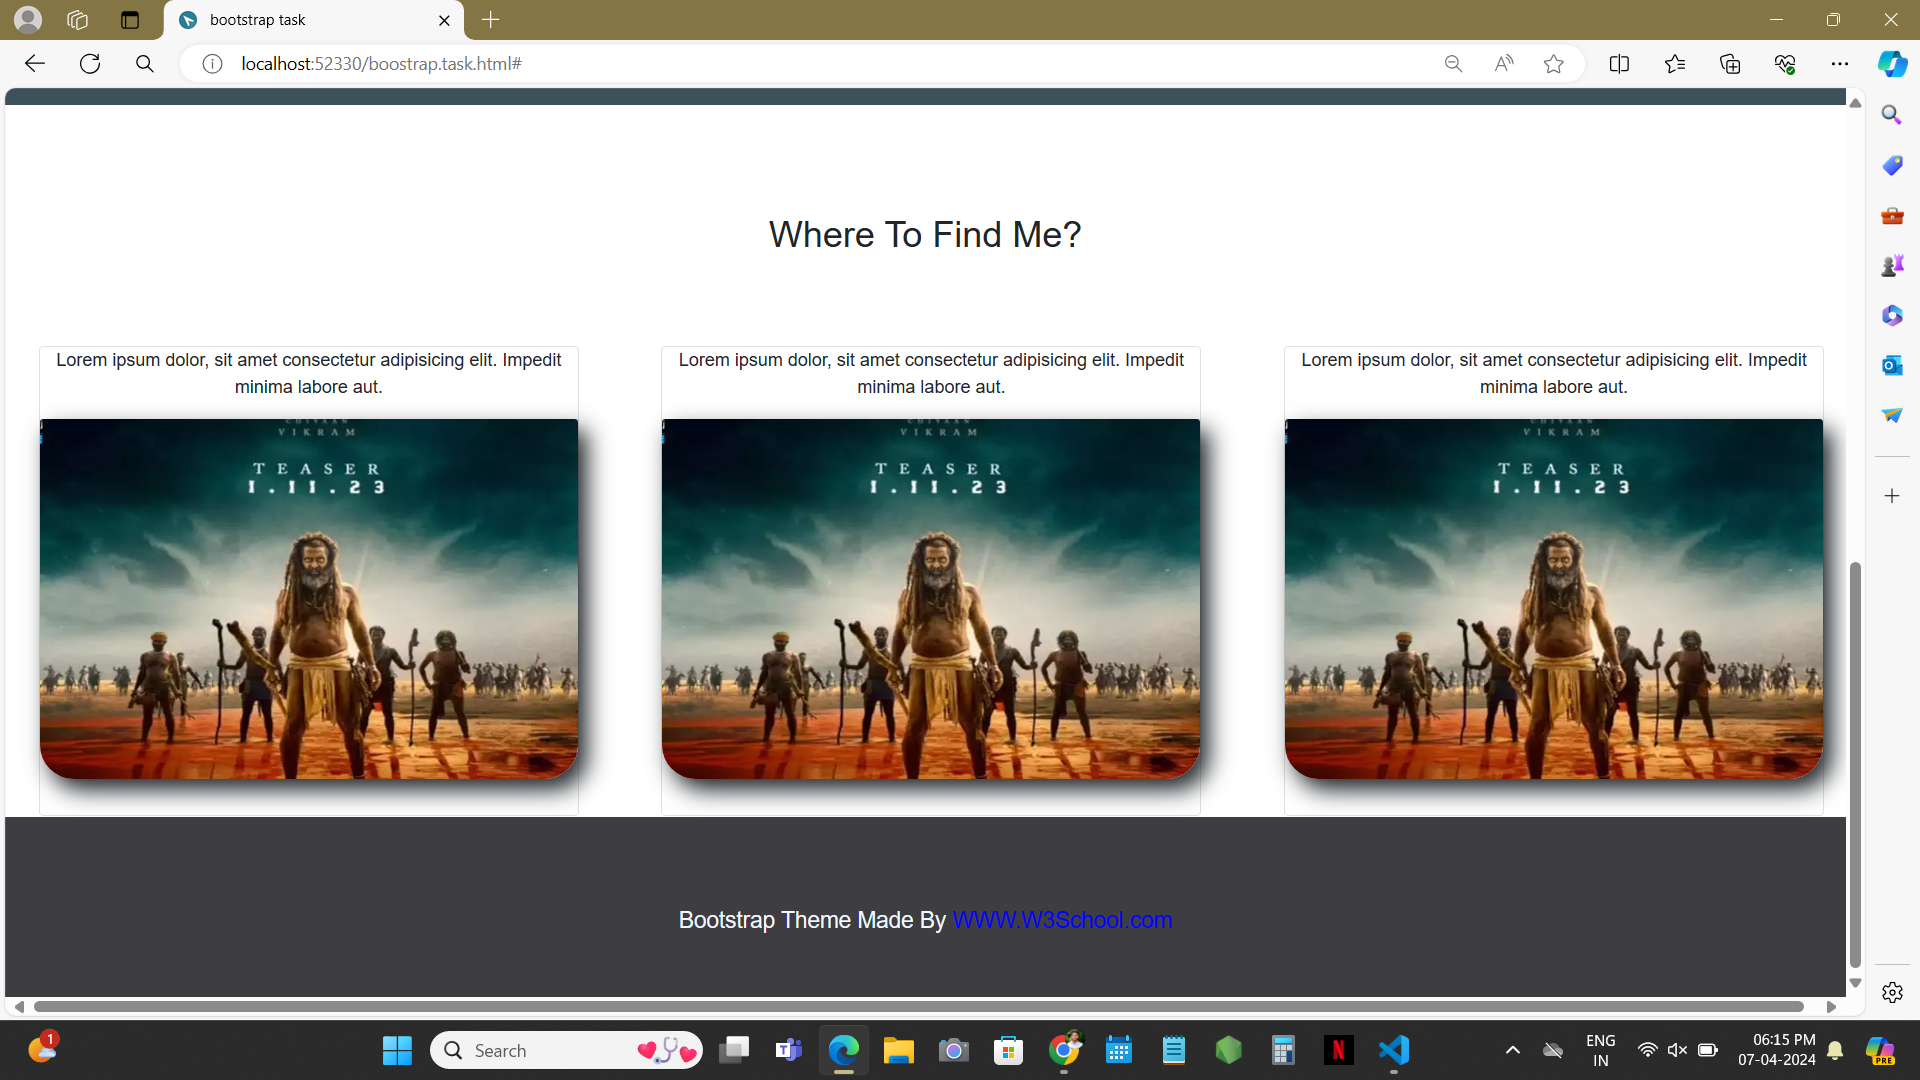 bootstrap task
localhost:52330/boostrap.task.html#
Where To Find Me?
Lorem ipsum dolor, sit amet consectetur adipisicing elit. Impedit
minima labore aut.
Lorem ipsum dolor, sit amet consectetur adipisicing elit. Impedit
minima labore aut.
Lorem ipsum dolor, sit amet consectetur adipisicing elit. Impedit
minima labore aut.
VIKRAM
TEASER
1.11.23
VIKRAM
TEASER
1.11.23
VIKRAM
TEASER
1.11.23
Bootstrap Theme Made By WWW.W3School.com
1
Search
N
ENG
IN
06:15 PM
07-04-2024
PRE